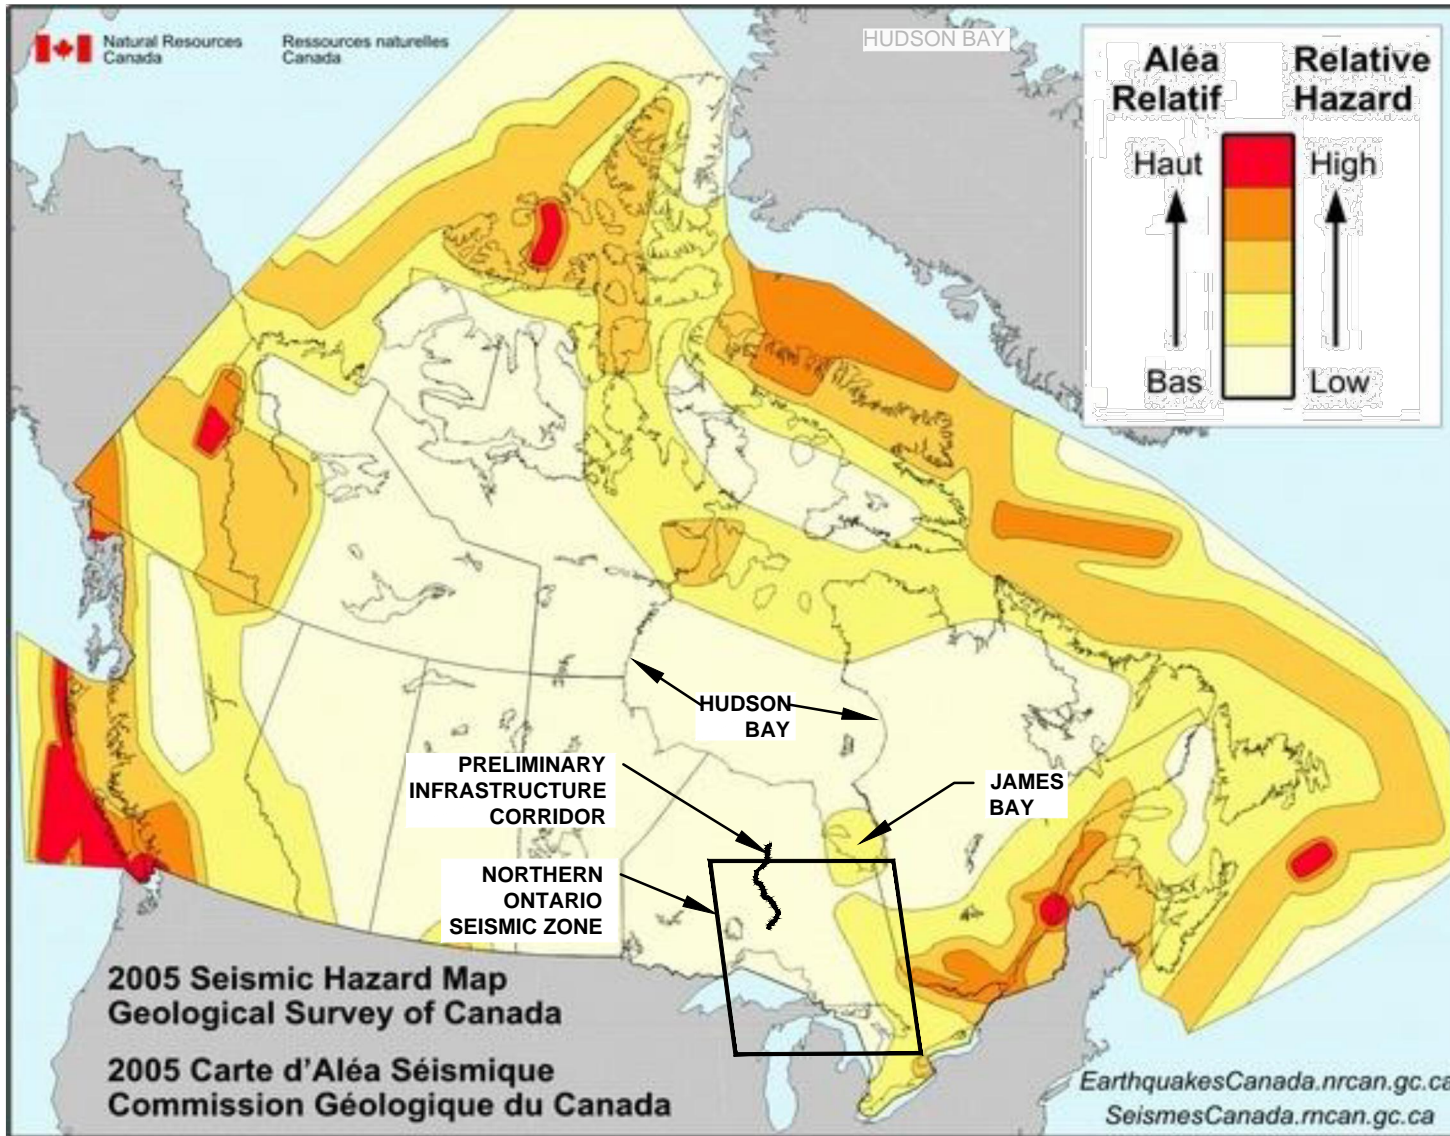 Natural Resources
Canada
Ressources naturelles
Canada
HUDSON BAY
Aléa
Relatif
Relative
Hazard
Haut
High
Bas
Low
HUDSON
BAY
PRELIMINARY
INFRASTRUCTURE
CORRIDOR
JAMES
BAY
NORTHERN
ONTARIO
SEISMIC ZONE
2005 Seismic Hazard Map
Geological Survey of Canada
2005 Carte d'Aléa Séismique
Commission Géologique du Canada
EarthquakesCanada.nrcan.gc.ca
SeismesCanada.rncan.gc.ca